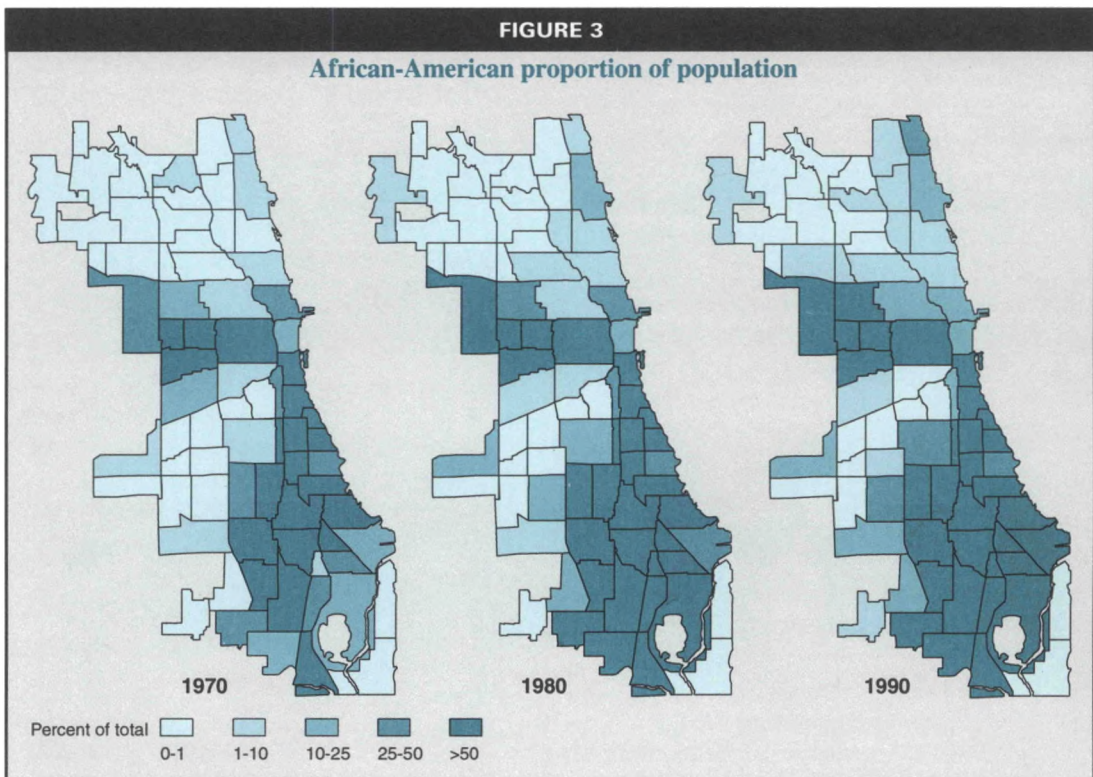 FIGURE 3
African-American proportion of population
1970
1980
1990
Percent of total
0-1
1-10
10-25
25-50
>50